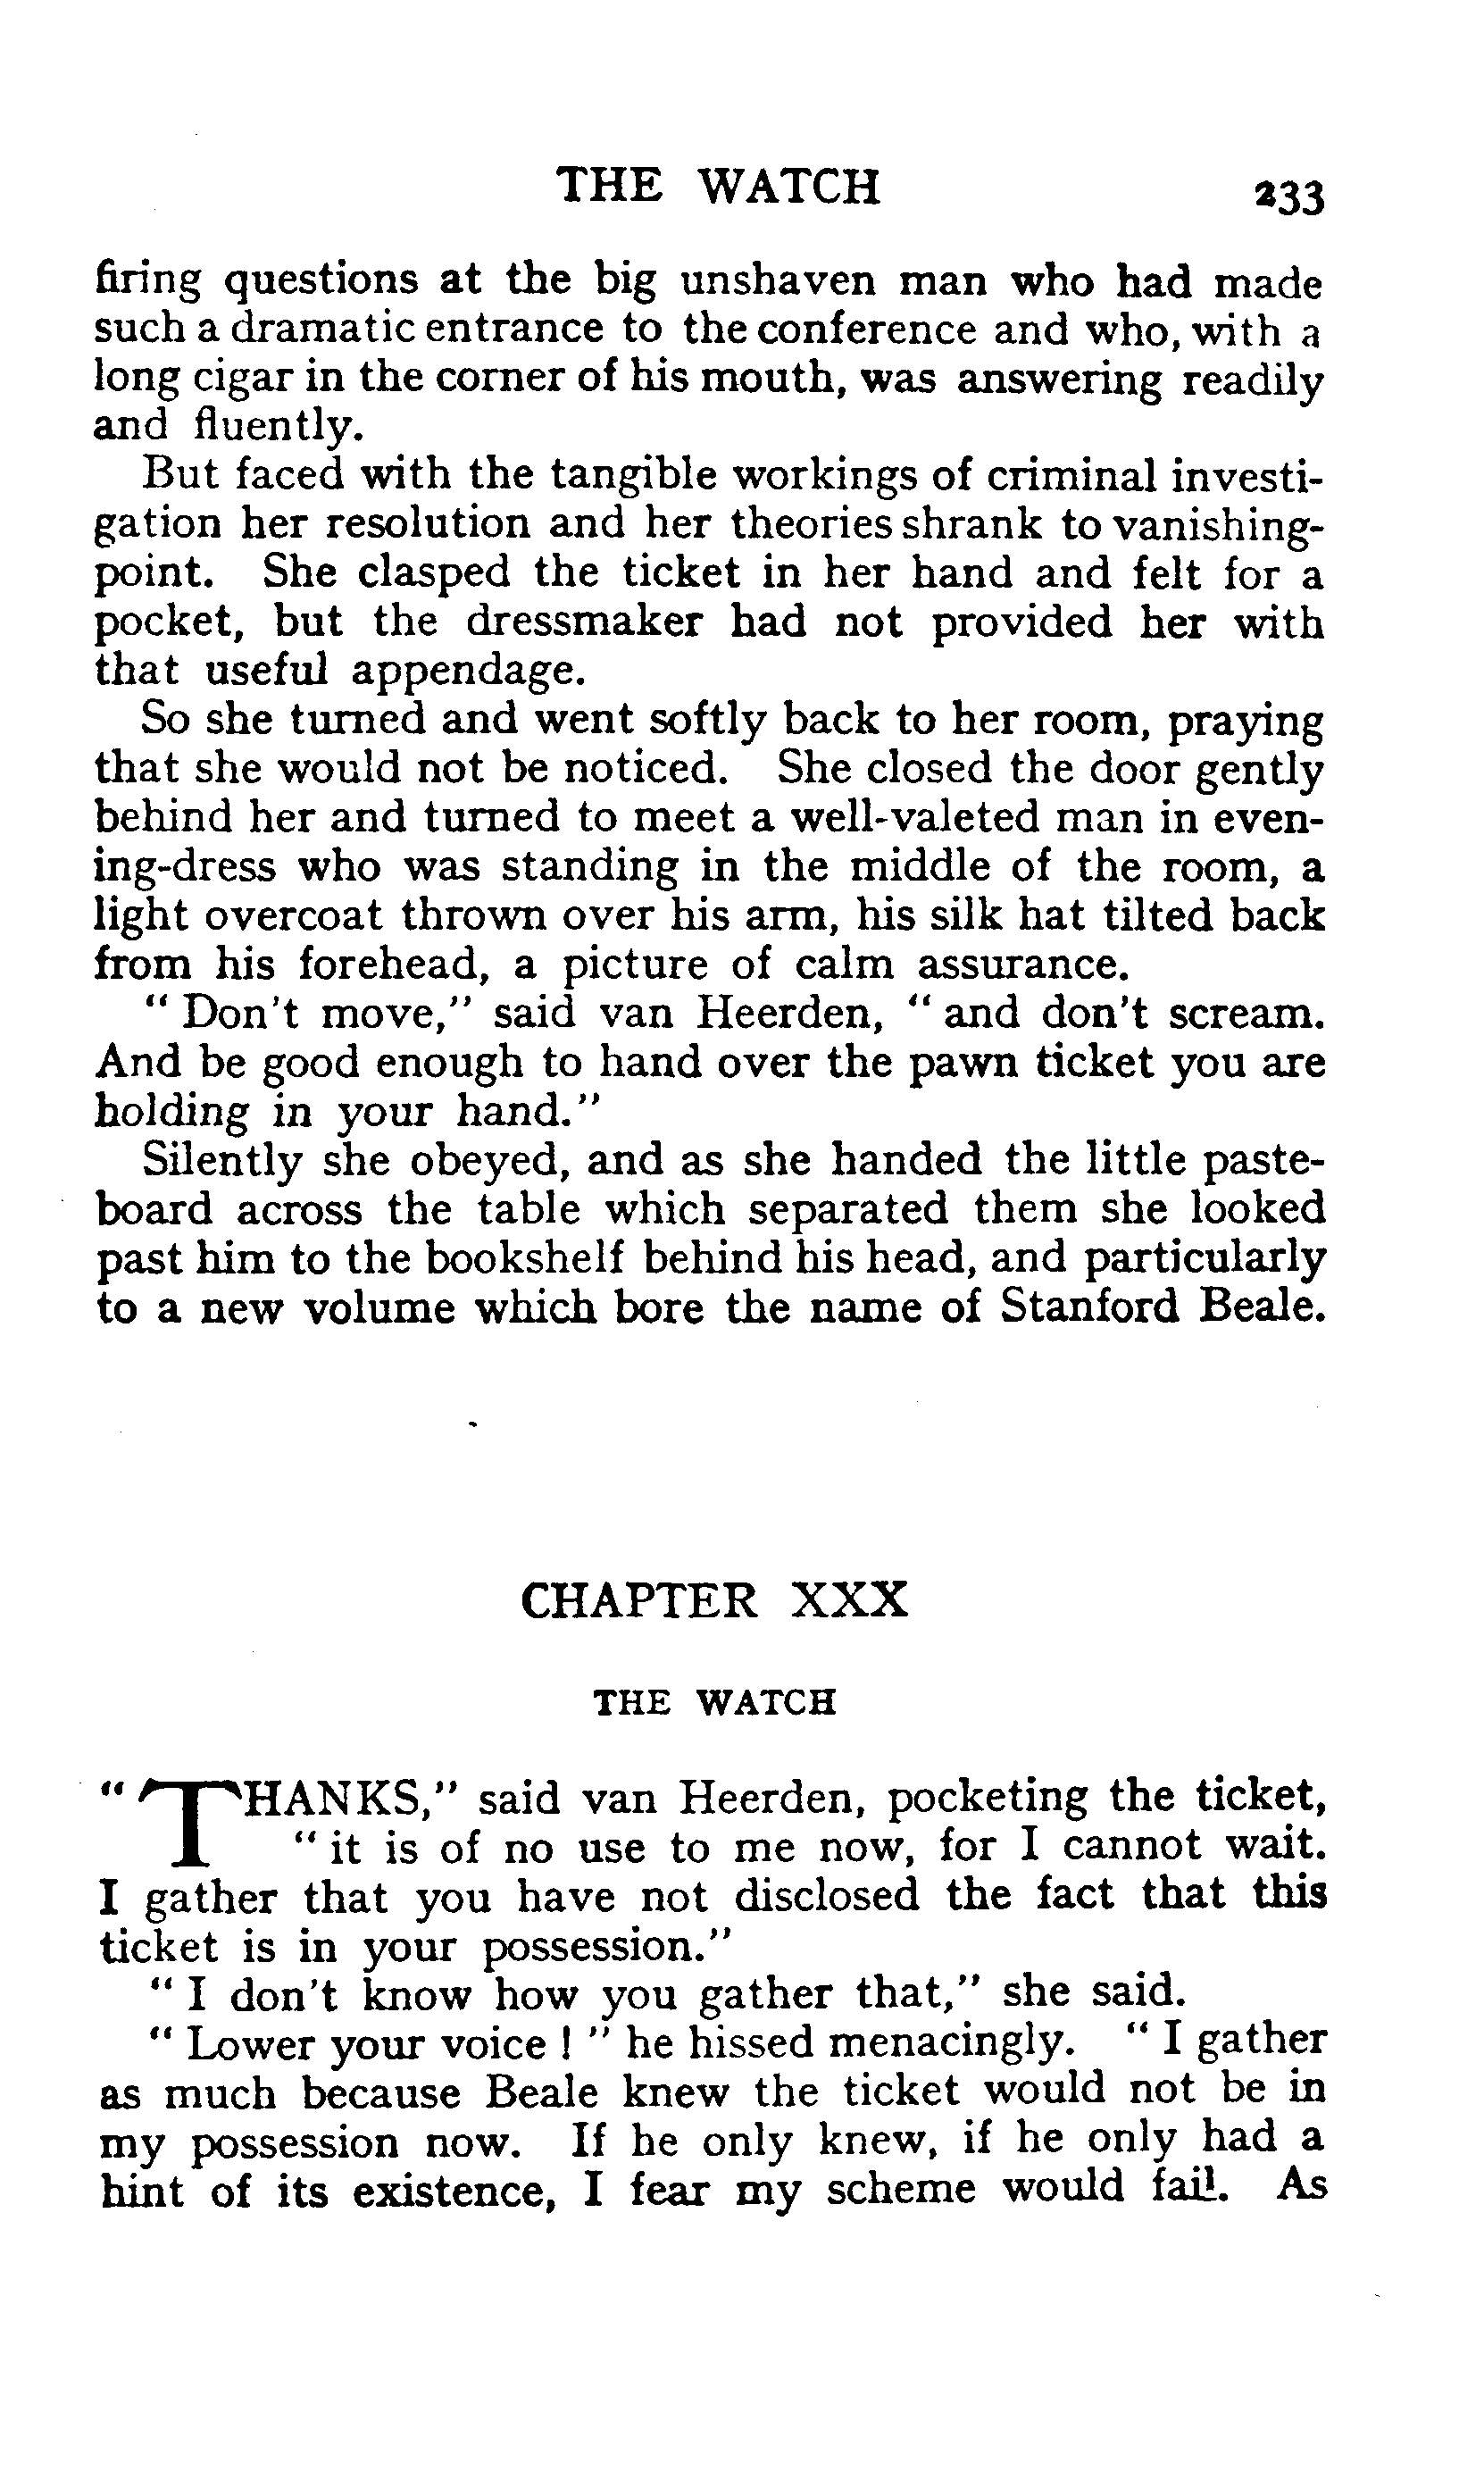 THE WATCH 233
firing questions at the big unshaven man who had made
such a dramatic entrance to the conference and who, with a
long cigar in the corner of his mouth, was answering readily
and fluently.
But faced with the tangible workings of criminal investi-
gation her resolution and her theories shrank to vanishing-
point. She clasped the ticket in her hand and felt for a
pocket, but the dressmaker had not provided her with
that useful appendage.
So she turned and went softly back to her room, praying
that she would not be noticed. She closed the door gently
behind her and turned to meet a well-valeted man in even-
ing-dress who was standing in the middle of the room, a
light overcoat thrown over his arm, his silk hat tilted back
from his forehead, a picture of calm assurance.
" Don't move," said van Heerden, " and don't scream.
And be good enough to hand over the pawn ticket you are
holding in your hand."
Silently she obeyed, and as she handed the little paste-
board across the table which separated them she looked
past him to the bookshelf behind his head, and particularly
to a new volume which bore the name of Stanford Beale.
CHAPTER XXX
THE WATCH
" THANKS," said van Heerden, pocketing the ticket,
" it is of no use to me now, for I cannot wait.
I gather that you have not disclosed the fact that this
ticket is in your possession."
" I don't know how you gather that," she said.
" Lower your voice ! " he hissed menacingly. " I gather
as much because Beale knew the ticket would not be in
my possession now. If he only knew, if he only had a
hint of its existence, I fear my scheme would fail. As